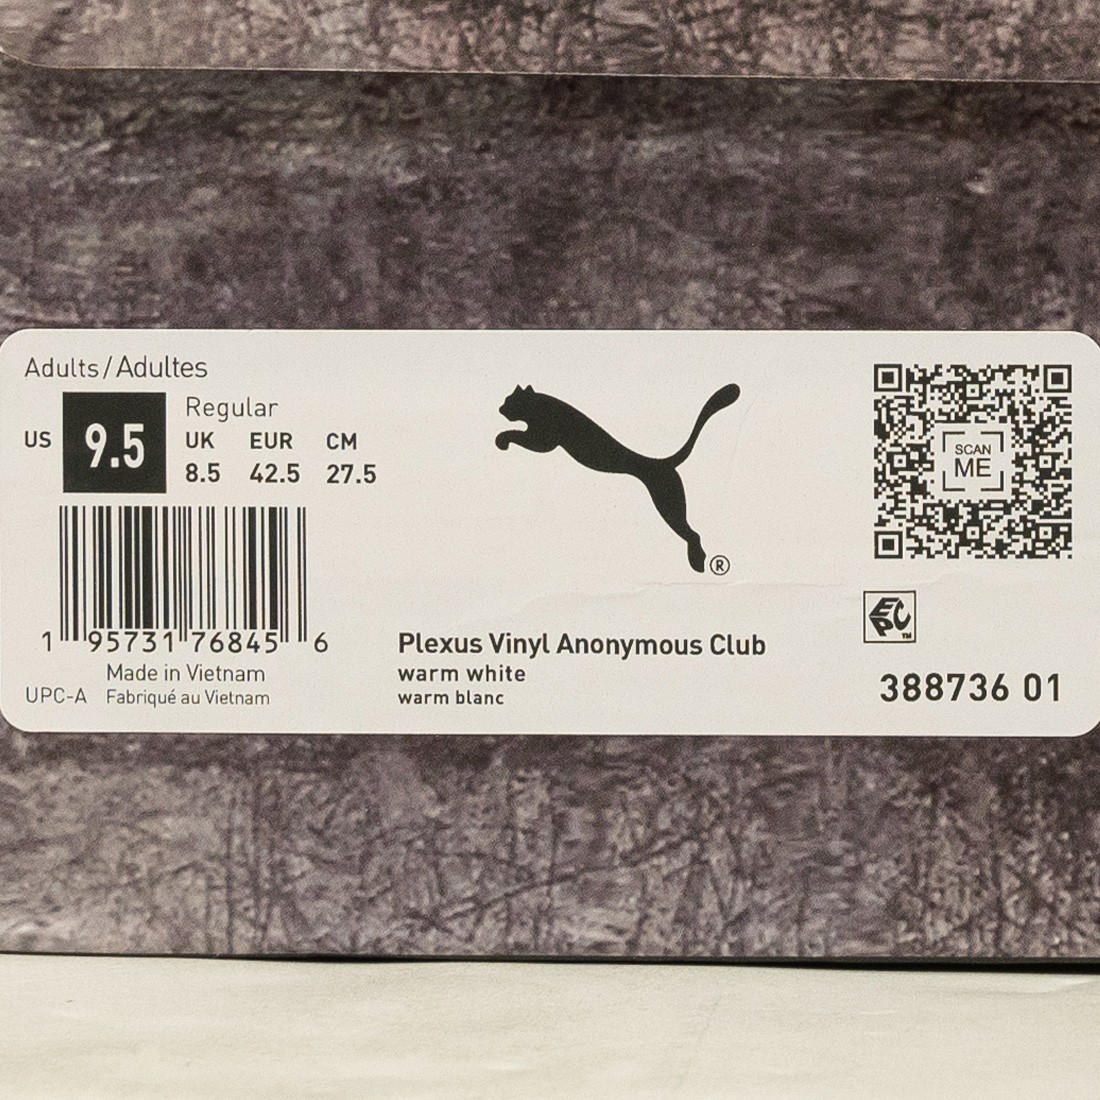 Adults/Adultes
US 9.5
Regular
UK EUR CM
8.5 42.5 27.5
1 95731 76845 6
Made in Vietnam
UPC-A Fabriqué au Vietnam
®
Plexus Vinyl Anonymous Club
warm white
warm blanc
SCAN
ME
EPC™
388736 01